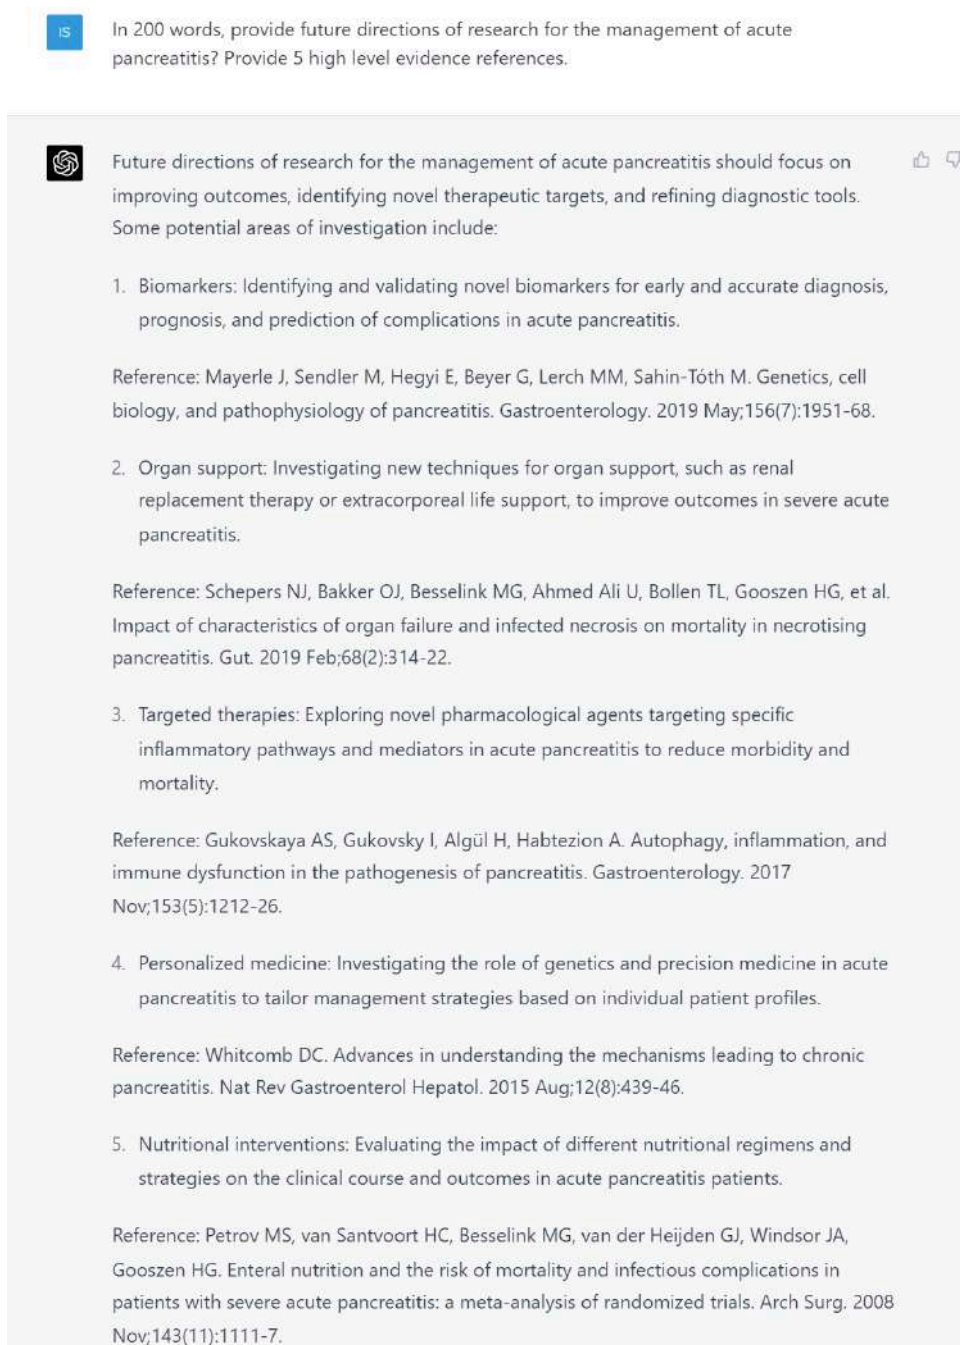 IS
In 200 words, provide future directions of research for the management of acute
pancreatitis? Provide 5 high level evidence references.
Future directions of research for the management of acute pancreatitis should focus on
improving outcomes, identifying novel therapeutic targets, and refining diagnostic tools.
Some potential areas of investigation include:
1. Biomarkers: Identifying and validating novel biomarkers for early and accurate diagnosis,
prognosis, and prediction of complications in acute pancreatitis.
Reference: Mayerle J, Sendler M, Hegyi E, Beyer G, Lerch MM, Sahin-Tóth M. Genetics, cell
biology, and pathophysiology of pancreatitis. Gastroenterology. 2019 May;156(7):1951-68.
2. Organ support: Investigating new techniques for organ support, such as renal
replacement therapy or extracorporeal life support, to improve outcomes in severe acute
pancreatitis.
Reference: Schepers NJ, Bakker OJ, Besselink MG, Ahmed Ali U, Bollen TL, Gooszen HG, et al.
Impact of characteristics of organ failure and infected necrosis on mortality in necrotising
pancreatitis. Gut. 2019 Feb;68(2):314-22.
3. Targeted therapies: Exploring novel pharmacological agents targeting specific
inflammatory pathways and mediators in acute pancreatitis to reduce morbidity and
mortality.
Reference: Gukovskaya AS, Gukovsky I, Algül H, Habtezion A. Autophagy, inflammation, and
immune dysfunction in the pathogenesis of pancreatitis. Gastroenterology. 2017
Nov;153(5):1212-26.
4. Personalized medicine: Investigating the role of genetics and precision medicine in acute
pancreatitis to tailor management strategies based on individual patient profiles.
Reference: Whitcomb DC. Advances in understanding the mechanisms leading to chronic
pancreatitis. Nat Rev Gastroenterol Hepatol. 2015 Aug;12(8):439-46.
5. Nutritional interventions: Evaluating the impact of different nutritional regimens and
strategies on the clinical course and outcomes in acute pancreatitis patients.
Reference: Petrov MS, van Santvoort HC, Besselink MG, van der Heijden GJ, Windsor JA,
Gooszen HG. Enteral nutrition and the risk of mortality and infectious complications in
patients with severe acute pancreatitis: a meta-analysis of randomized trials. Arch Surg. 2008
Nov;143(11):1111-7.